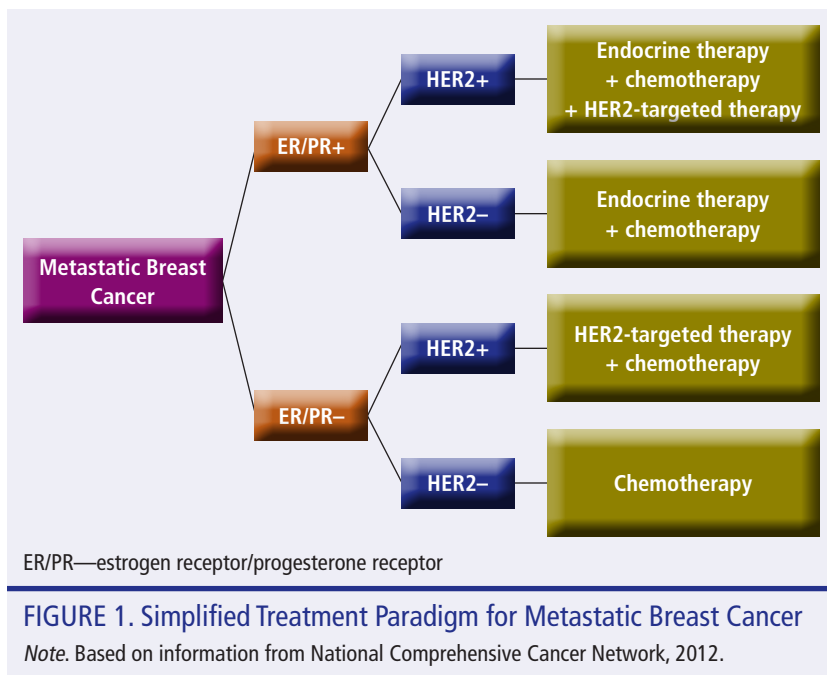 Metastatic Breast
Cancer
ER/PR+
HER2+
Endocrine therapy
+ chemotherapy
+ HER2-targeted therapy
HER2–
Endocrine therapy
+ chemotherapy
ER/PR–
HER2+
HER2-targeted therapy
+ chemotherapy
HER2–
Chemotherapy
ER/PR—estrogen receptor/progesterone receptor
FIGURE 1. Simplified Treatment Paradigm for Metastatic Breast Cancer
Note. Based on information from National Comprehensive Cancer Network, 2012.